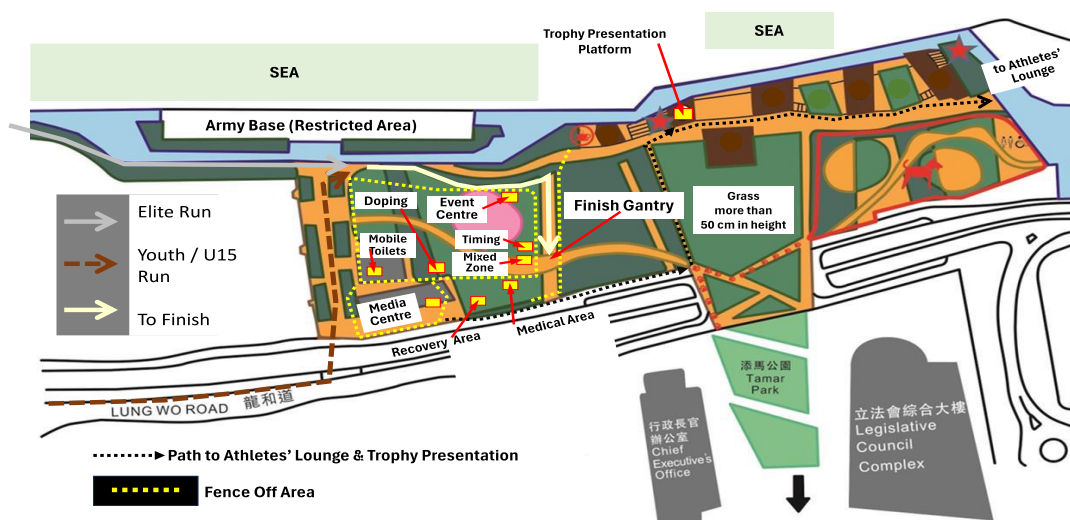 SEA
SEA
Trophy Presentation
Platform
to Athletes'
Lounge
Army Base (Restricted Area)
Elite Run
Youth / U15
Run
To Finish
Doping
Event
Centre
Finish Gantry
Grass
more than
50 cm in height
Mobile
Toilets
Timing
Mixed
Zone
Media
Centre
Recovery Area
Medical Area
LUNG WO ROAD 龍和道
添馬公園
Tamar
Park
行政長官
辦公室
Chief
Executive's
Office
立法會綜合大樓
Legislative
Council
Complex
Path to Athletes' Lounge & Trophy Presentation
Fence Off Area